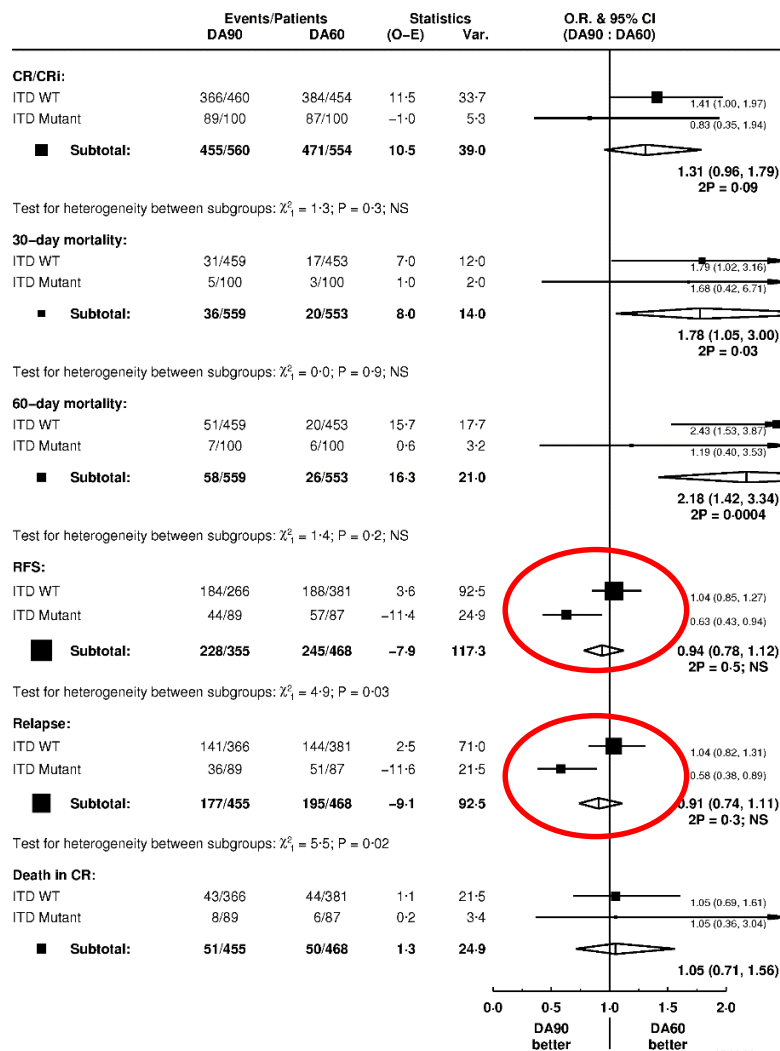 Events/Patients Statistics O.R. & 95% CI
DA90 DA60 (O−E) Var. (DA90 : DA60)
CR/CRi:
ITD WT 366/460 384/454 11·5 33·7 1·41 (1·00, 1·97)
ITD Mutant 89/100 87/100 −1·0 5·3 0·83 (0·35, 1·94)
Subtotal: 455/560 471/554 10·5 39·0
1·31 (0·96, 1·79)
2P = 0·09
Test for heterogeneity between subgroups: χ²₁ = 1·3; P = 0·3; NS
30−day mortality:
ITD WT 31/459 17/453 7·0 12·0 1·79 (1·02, 3·16)
ITD Mutant 5/100 3/100 1·0 2·0 1·68 (0·42, 6·71)
Subtotal: 36/559 20/553 8·0 14·0
1·78 (1·05, 3·00)
2P = 0·03
Test for heterogeneity between subgroups: χ²₁ = 0·0; P = 0·9; NS
60−day mortality:
ITD WT 51/459 20/453 15·7 17·7 2·43 (1·53, 3·87)
ITD Mutant 7/100 6/100 0·6 3·2 1·19 (0·40, 3·53)
Subtotal: 58/559 26/553 16·3 21·0
2·18 (1·42, 3·34)
2P = 0·0004
Test for heterogeneity between subgroups: χ²₁ = 1·4; P = 0·2; NS
RFS:
ITD WT 184/266 188/381 3·6 92·5 1·04 (0·85, 1·27)
ITD Mutant 44/89 57/87 −11·4 24·9 0·63 (0·43, 0·94)
Subtotal: 228/355 245/468 −7·9 117·3 0·94 (0·78, 1·12)
2P = 0·5; NS
Test for heterogeneity between subgroups: χ²₁ = 4·9; P = 0·03
Relapse:
ITD WT 141/366 144/381 2·5 71·0 1·04 (0·82, 1·31)
ITD Mutant 36/89 51/87 −11·6 21·5 0·58 (0·38, 0·89)
Subtotal: 177/455 195/468 −9·1 92·5 0·91 (0·74, 1·11)
2P = 0·3; NS
Test for heterogeneity between subgroups: χ²₁ = 5·5; P = 0·02
Death in CR:
ITD WT 43/366 44/381 1·1 21·5 1·05 (0·69, 1·61)
ITD Mutant 8/89 6/87 0·2 3·4 1·05 (0·36, 3·04)
Subtotal: 51/455 50/468 1·3 24·9
1·05 (0·71, 1·56)
0·0 0·5 1·0 1·5 2·0
DA90 DA60
better better